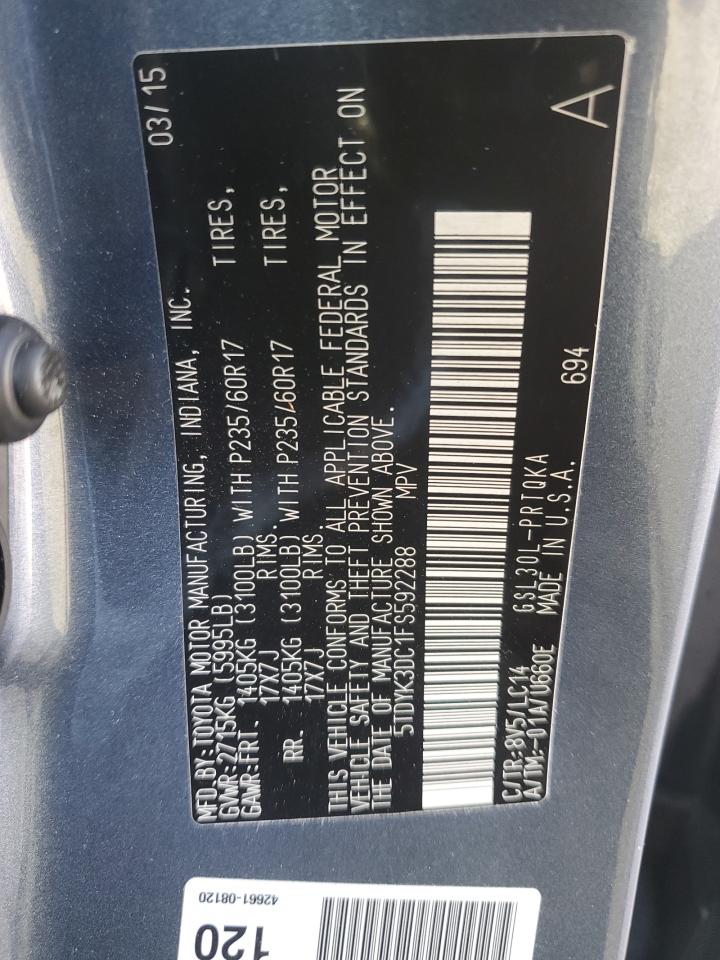 MFD. BY: TOYOTA MOTOR MANUFACTURING, INDIANA, INC. 03/15
GVWR: 2715KG (5995LB)
GAWR: FRT. 1405KG (3100LB) WITH P235/60R17 TIRES,
17X7J RIMS.
RR. 1405KG (3100LB) WITH P235/60R17 TIRES,
17X7J RIMS.
THIS VEHICLE CONFORMS TO ALL APPLICABLE FEDERAL MOTOR
VEHICLE SAFETY AND THEFT PREVENTION STANDARDS IN EFFECT ON
THE DATE OF MANUFACTURE SHOWN ABOVE.
5TDYK3DC1FS592288 MPV
C/TR: 8V5/LC14 GSL30L-PRTQKA
A/TM: -01A/U660E MADE IN U.S.A. 694 A
42661-08120
120